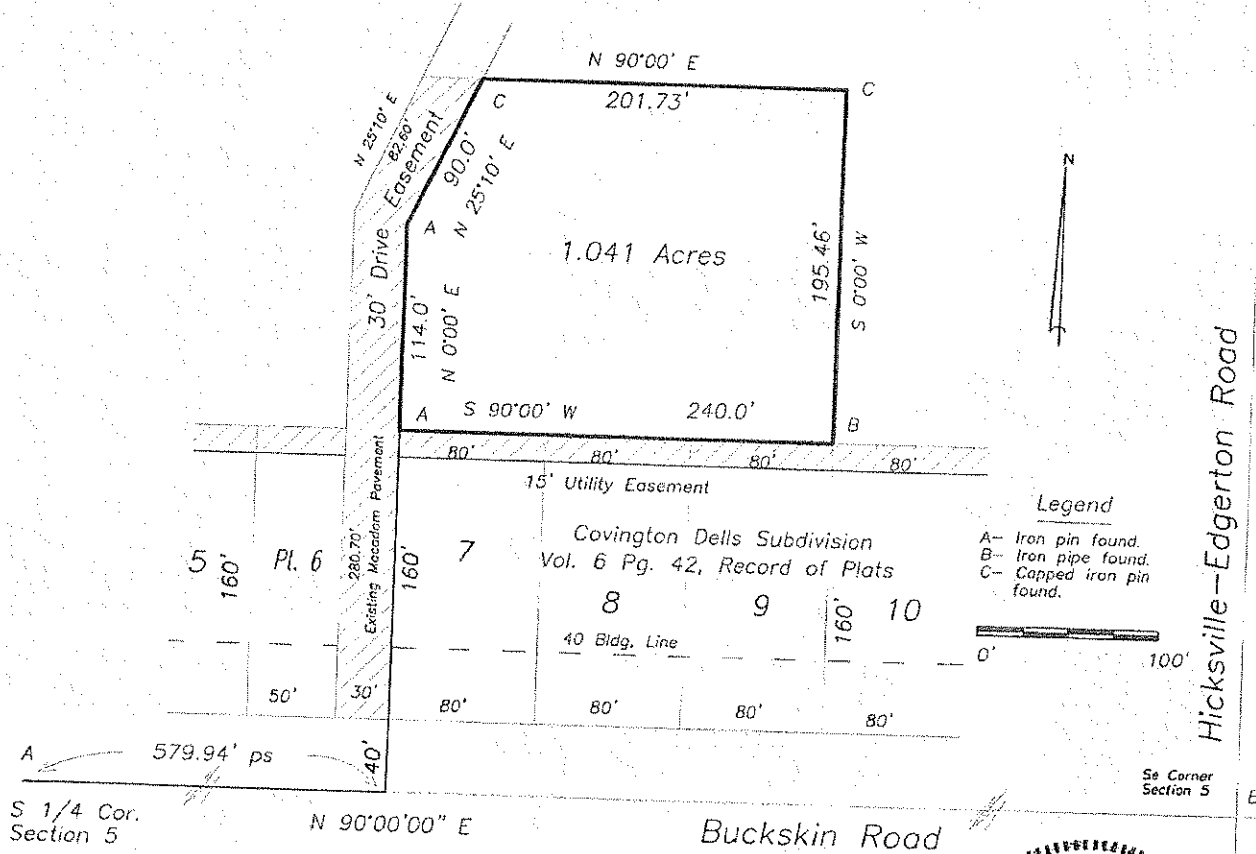 N 90°00' E
201.73'
C
C
N 25°10' E
82.60'
30' Drive Easement
90.0'
N 25°10' E
A
N
1.041 Acres
195.46'
S 0°00' W
114.0'
N 0°00' E
A
S 90°00' W
240.0'
B
80'
80'
80'
80'
15' Utility Easement
5
160'
Pl. 6
280.70'
Existing Macadam Pavement
160'
7
Covington Dells Subdivision
Vol. 6 Pg. 42, Record of Plats
8
9
160'
10
40 Bldg. Line
Legend
A- Iron pin found.
B- Iron pipe found.
C- Capped iron pin
found.
0'
100'
Hicksville-Edgerton Road
50'
30'
80'
80'
80'
80'
A
579.94' ps
40'
S 1/4 Cor.
Section 5
N 90°00'00" E
Buckskin Road
Se Corner
Section 5